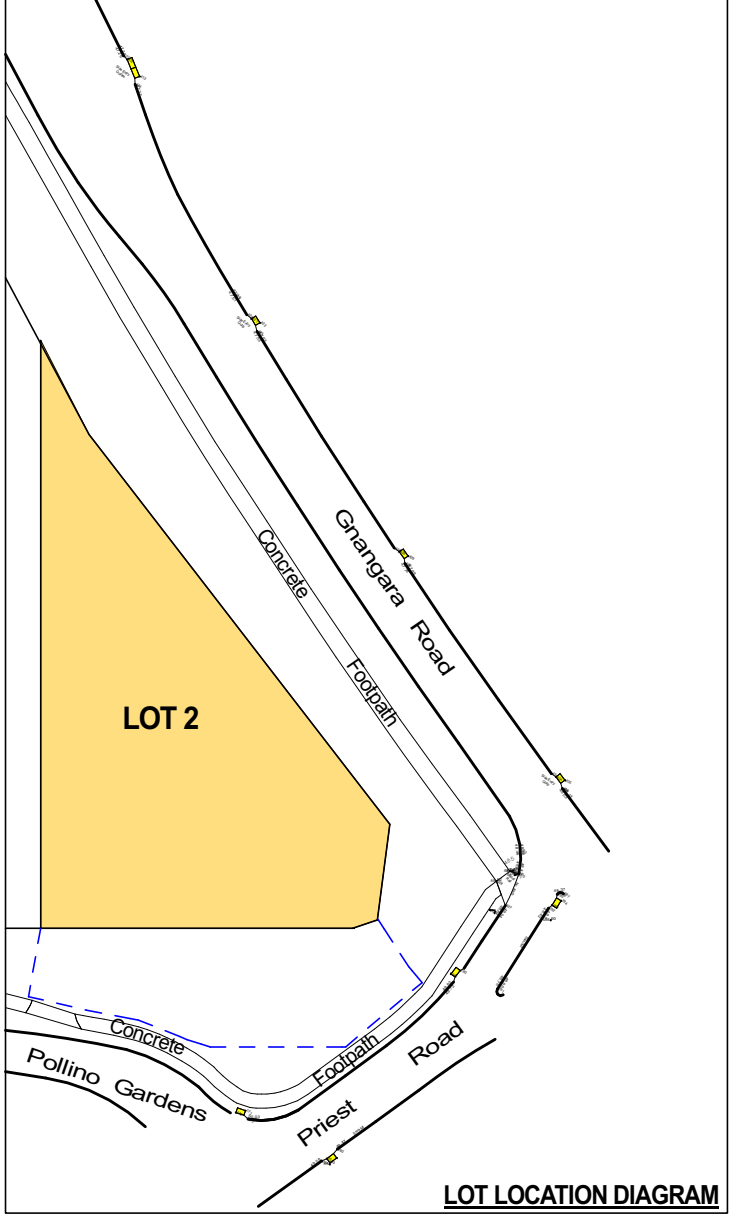 Gnangara Road
Concrete Footpath
LOT 2
Concrete Footpath
Pollino Gardens
Priest Road
LOT LOCATION DIAGRAM